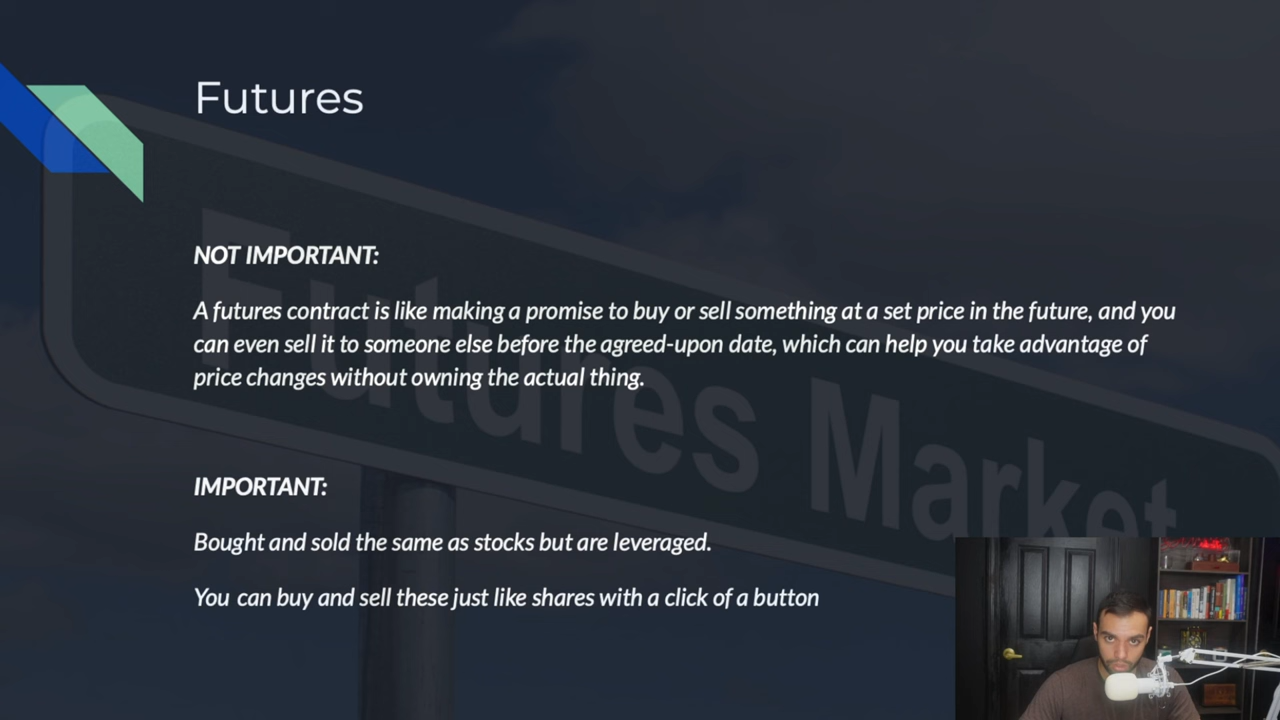 Futures
NOT IMPORTANT:
A futures contract is like making a promise to buy or sell something at a set price in the future, and you
can even sell it to someone else before the agreed-upon date, which can help you take advantage of
price changes without owning the actual thing.
Futures Market
IMPORTANT:
Bought and sold the same as stocks but are leveraged.
You can buy and sell these just like shares with a click of a button